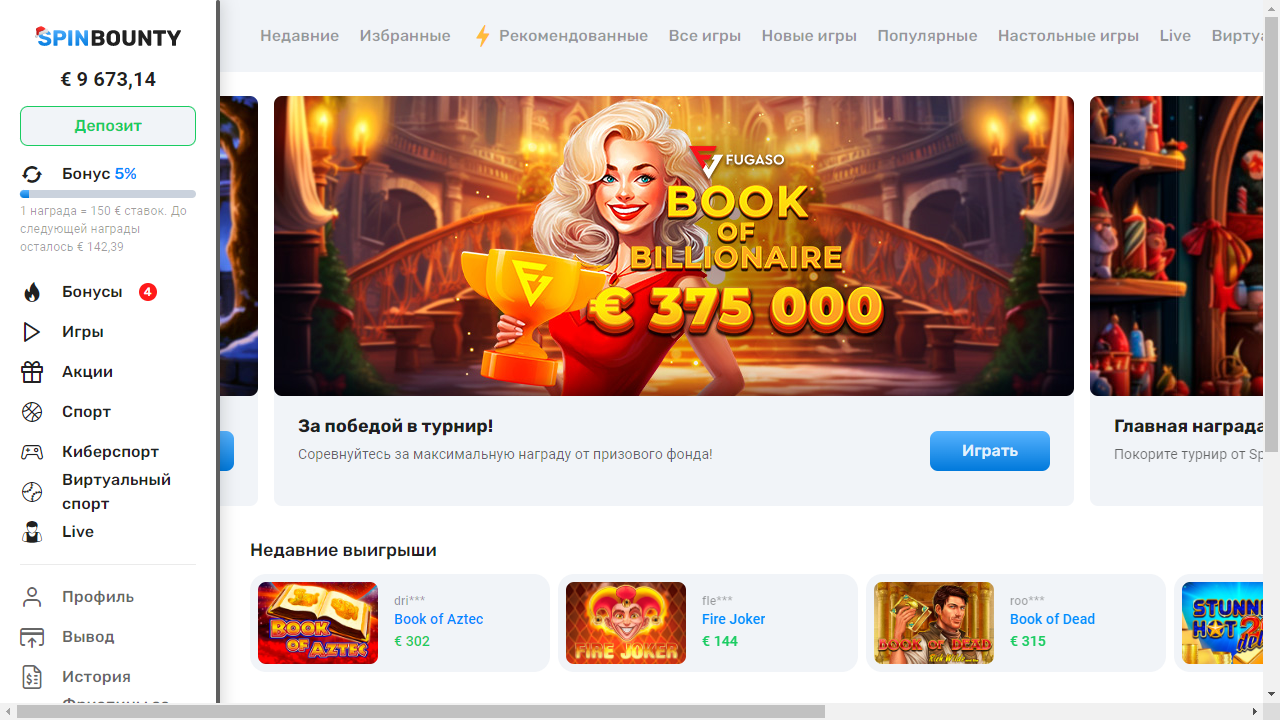 SPINBOUNTY
€ 9 673,14
Депозит
Бонус 5%
1 награда = 150 € ставок. До
следующей награды
осталось € 142,39
Бонусы 4
Игры
Акции
Спорт
Киберспорт
Виртуальный
спорт
Live
Профиль
Вывод
История
Недавние Избранные Рекомендованные Все игры Новые игры Популярные Настольные игры Live Вирту
FUGASO
BOOK
OF
BILLIONAIRE
€ 375 000
За победой в турнир!
Соревнуйтесь за максимальную награду от призового фонда!
Играть
Главная награда
Покорите турнир от Sp
Недавние выигрыши
BOOK
OF AZTEC
dri***
Book of Aztec
€ 302
FIRE JOKER
fle***
Fire Joker
€ 144
BOOK OF DEAD
roo***
Book of Dead
€ 315
STUNN
HOT 2
del